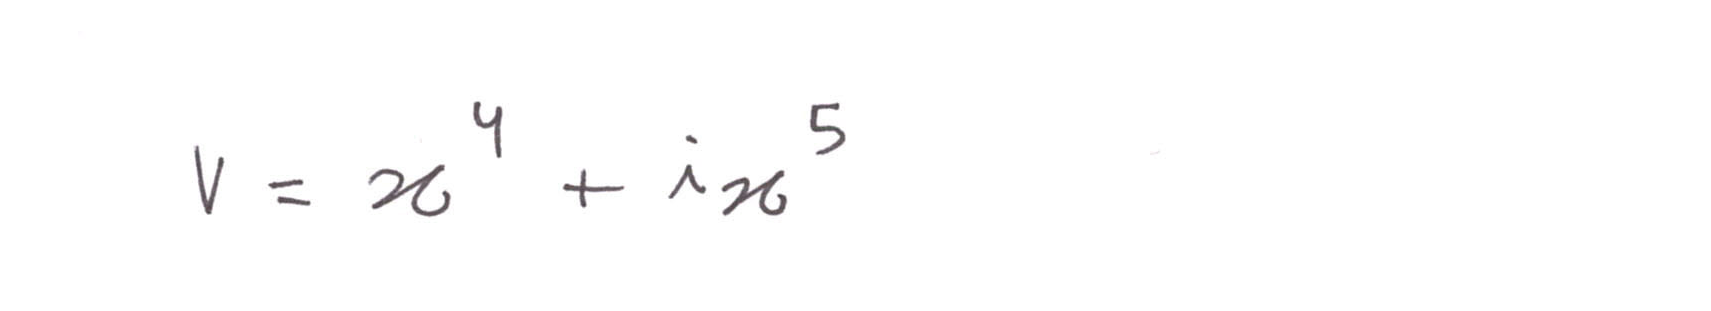 V = x⁴ + ix⁵